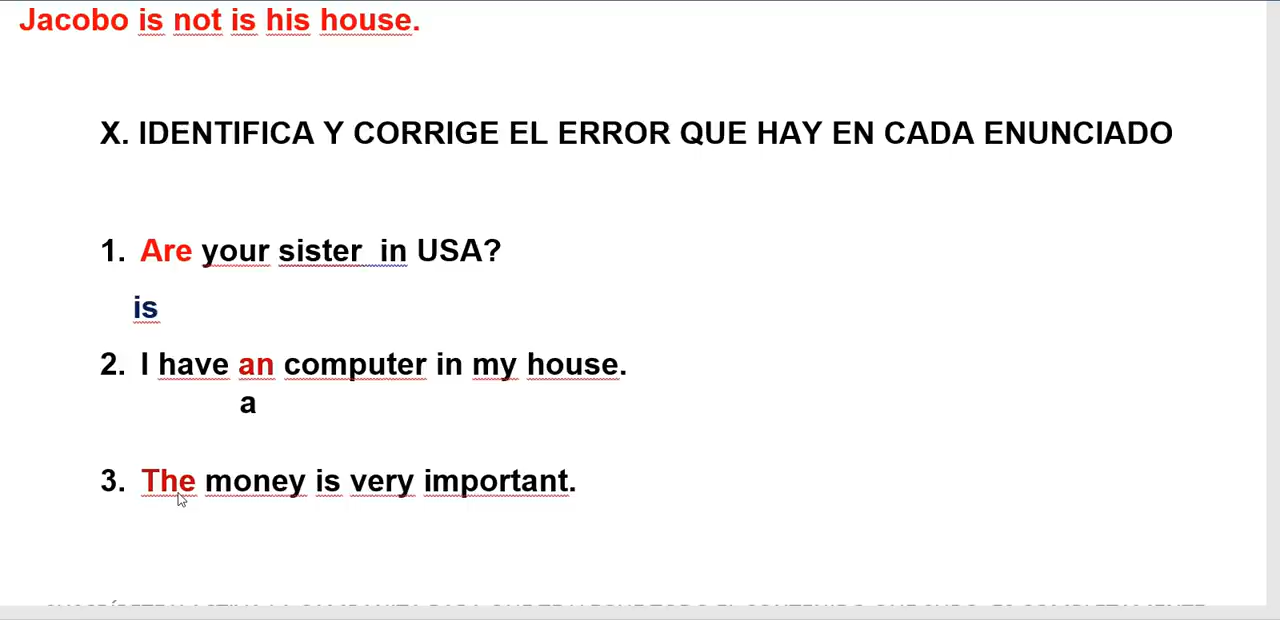 Jacobo is not is his house.
X. IDENTIFICA Y CORRIGE EL ERROR QUE HAY EN CADA ENUNCIADO
1. Are your sister in USA?
is
2. I have an computer in my house.
a
3. The money is very important.